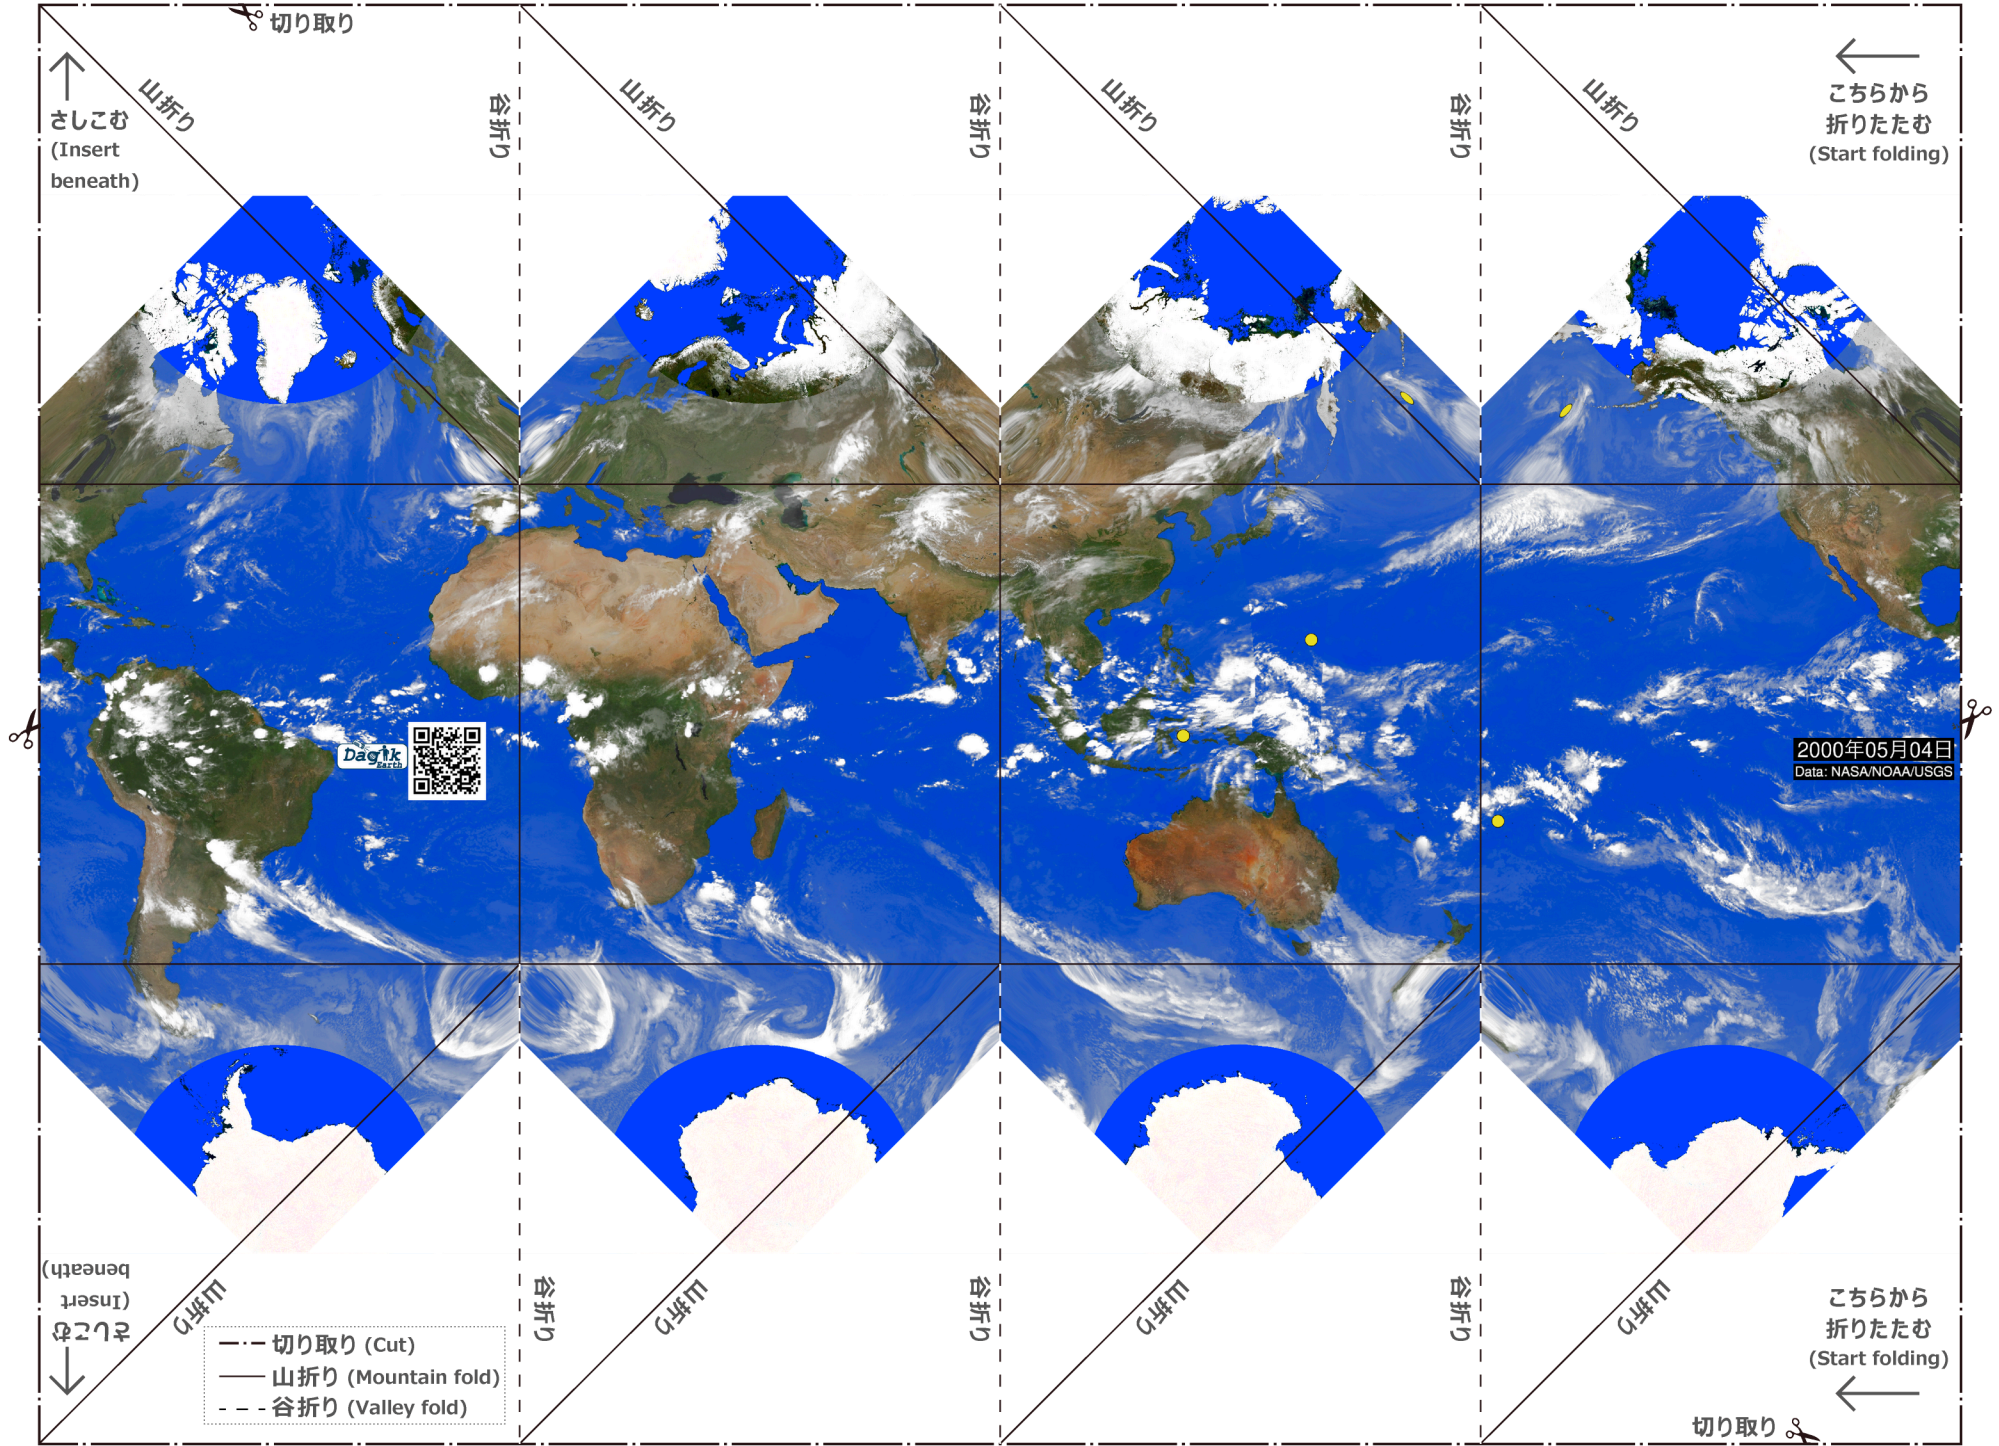 切り取り
さしこむ
(Insert
beneath)
山折り
谷折り
山折り
谷折り
山折り
谷折り
山折り
こちらから
折りたたむ
(Start folding)
Dagik
Earth
2000年05月04日
Data: NASA/NOAA/USGS
さしこむ
(Insert
beneath)
山折り
谷折り
山折り
谷折り
山折り
谷折り
山折り
こちらから
折りたたむ
(Start folding)
切り取り (Cut)
山折り (Mountain fold)
谷折り (Valley fold)
切り取り